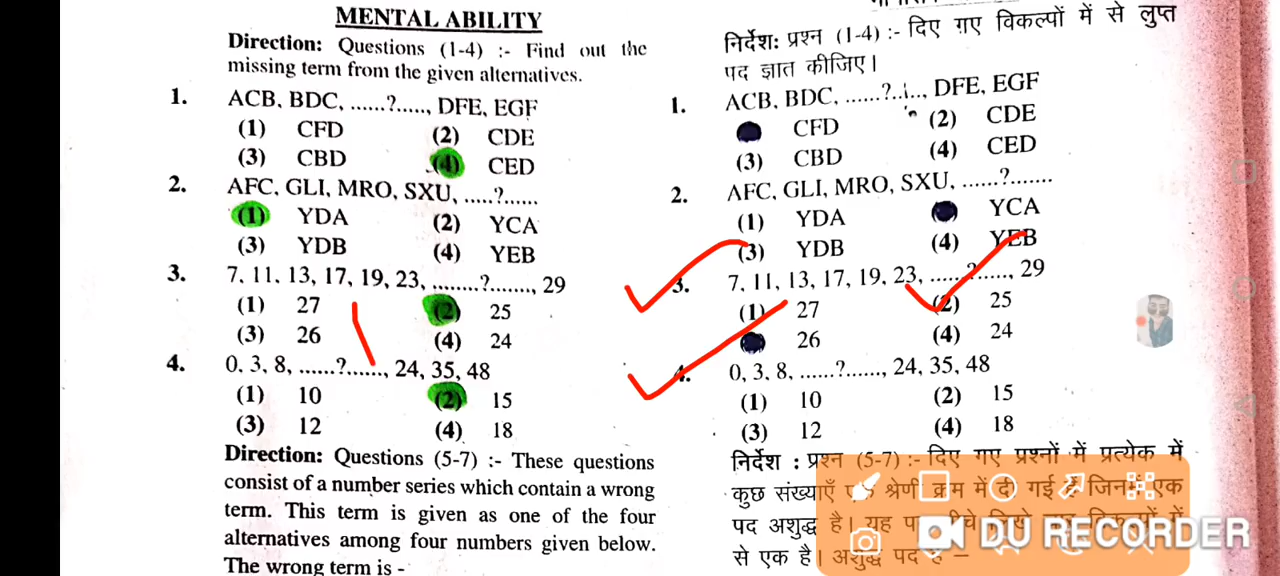 MENTAL ABILITY
Direction: Questions (1-4) :- Find out the
missing term from the given alternatives.
1. ACB, BDC, ......?....., DFE, EGF
(1) CFD (2) CDE
(3) CBD (4) CED
2. AFC, GLI, MRO, SXU, .....?......
(1) YDA (2) YCA
(3) YDB (4) YEB
3. 7, 11, 13, 17, 19, 23, ........?........, 29
(1) 27 (2) 25
(3) 26 (4) 24
4. 0, 3, 8, ......?......, 24, 35, 48
(1) 10 (2) 15
(3) 12 (4) 18
Direction: Questions (5-7) :- These questions
consist of a number series which contain a wrong
term. This term is given as one of the four
alternatives among four numbers given below.
The wrong term is -
निर्देश: प्रश्न (1-4) :- दिए गए विकल्पों में से लुप्त
पद ज्ञात कीजिए।
1. ACB, BDC, ......?....., DFE, EGF
CFD (2) CDE
(3) CBD (4) CED
2. AFC, GLI, MRO, SXU, ......?.......
(1) YDA YCA
(3) YDB (4) YEB
3. 7, 11, 13, 17, 19, 23, ......?......, 29
(1) 27 (2) 25
26 (4) 24
4. 0, 3, 8, ......?......, 24, 35, 48
(1) 10 (2) 15
(3) 12 (4) 18
निर्देश : प्रश्न (5-7) :- दिए गए प्रश्नों में प्रत्येक में
कुछ संख्याएँ एक श्रेणी क्रम में दी गई हैं जिनमें एक
पद अशुद्ध है। यह
से एक है। अशुद्ध पद है –
DU RECORDER